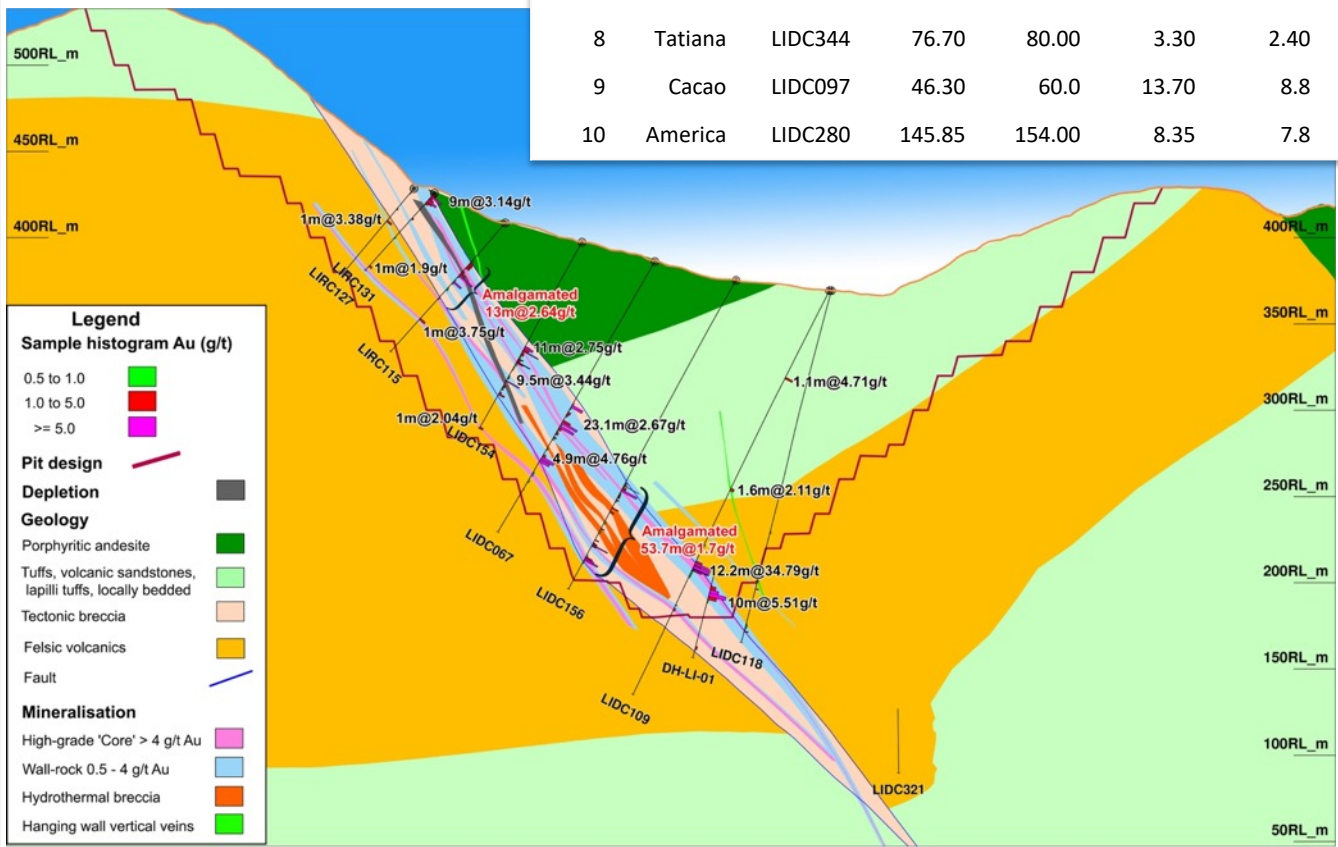 8 Tatiana LIDC344 76.70 80.00 3.30 2.40
9 Cacao LIDC097 46.30 60.0 13.70 8.8
10 America LIDC280 145.85 154.00 8.35 7.8
500RL_m
450RL_m
400RL_m
400RL_m
350RL_m
300RL_m
250RL_m
200RL_m
150RL_m
100RL_m
50RL_m
9m@3.14g/t
1m@3.38g/t
1m@1.9g/t
LIRC131
LIRC127
Amalgamated
13m@2.64g/t
1m@3.75g/t
LIRC115
11m@2.75g/t
9.5m@3.44g/t
1.1m@4.71g/t
1m@2.04g/t
23.1m@2.67g/t
LIDC154
4.9m@4.76g/t
1.6m@2.11g/t
LIDC067
Amalgamated
53.7m@1.7g/t
12.2m@34.79g/t
LIDC156
10m@5.51g/t
LIDC118
DH-LI-01
LIDC109
LIDC321
Legend
Sample histogram Au (g/t)
0.5 to 1.0
1.0 to 5.0
>= 5.0
Pit design
Depletion
Geology
Porphyritic andesite
Tuffs, volcanic sandstones,
lapilli tuffs, locally bedded
Tectonic breccia
Felsic volcanics
Fault
Mineralisation
High-grade 'Core' > 4 g/t Au
Wall-rock 0.5 - 4 g/t Au
Hydrothermal breccia
Hanging wall vertical veins